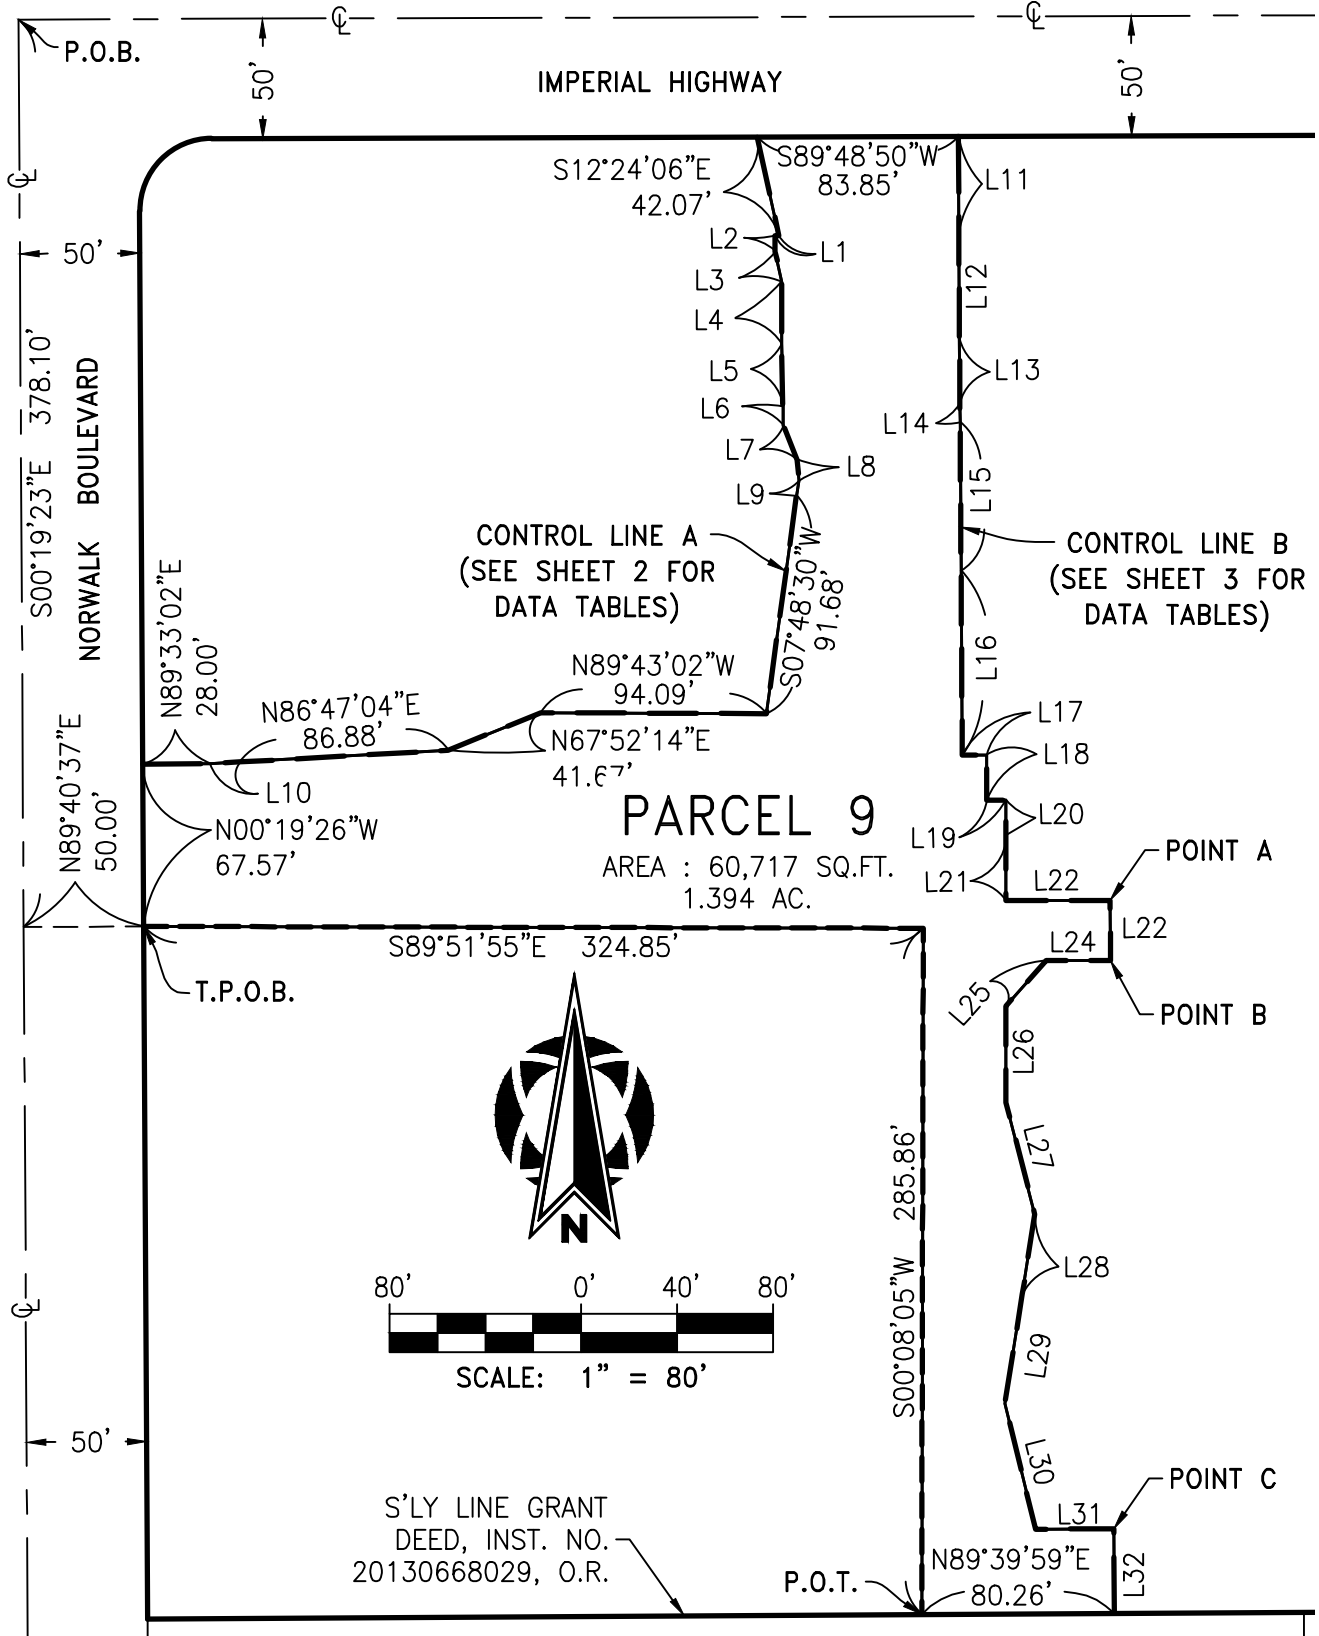 ℄
℄
P.O.B.
50'
50'
IMPERIAL HIGHWAY
℄
S12°24'06"E
42.07'
S89°48'50"W
83.85'
L11
50'
L2
L1
L3
L12
L4
L5
L13
L6
L14
L7
L8
L9
L15
S00°19'23"E 378.10'
NORWALK BOULEVARD
CONTROL LINE A
(SEE SHEET 2 FOR
DATA TABLES)
S07°48'30"W
91.68'
CONTROL LINE B
(SEE SHEET 3 FOR
DATA TABLES)
N89°33'02"E
28.00'
N86°47'04"E
86.88'
N89°43'02"W
94.09'
L16
L17
L18
N67°52'14"E
41.67'
L10
N89°40'37"E
50.00'
N00°19'26"W
67.57'
PARCEL 9
AREA : 60,717 SQ.FT.
1.394 AC.
L19
L20
POINT A
L21
L22
L22
S89°51'55"E 324.85'
L24
T.P.O.B.
L25
POINT B
L26
N
285.86'
S00°08'05"W
L27
80' 0' 40' 80'
SCALE: 1" = 80'
L28
℄
L29
50'
L30
POINT C
S'LY LINE GRANT
DEED, INST. NO.
20130668029, O.R.
L31
N89°39'59"E
80.26'
L32
P.O.T.